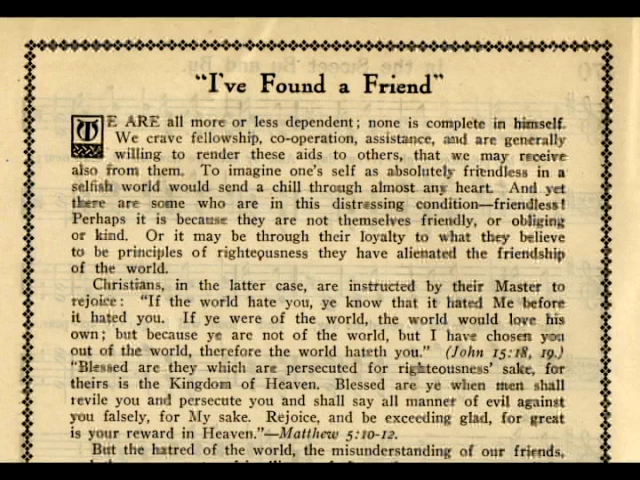 "I've Found a Friend"
WE ARE all more or less dependent; none is complete in himself.
We crave fellowship, co-operation, assistance, and are generally
willing to render these aids to others, that we may receive
also from them. To imagine one's self as absolutely friendless in a
selfish world would send a chill through almost any heart. And yet
there are some who are in this distressing condition—friendless!
Perhaps it is because they are not themselves friendly, or obliging
or kind. Or it may be through their loyalty to what they believe
to be principles of righteousness they have alienated the friendship
of the world.
Christians, in the latter case, are instructed by their Master to
rejoice: "If the world hate you, ye know that it hated Me before
it hated you. If ye were of the world, the world would love his
own; but because ye are not of the world, but I have chosen you
out of the world, therefore the world hateth you." (John 15:18, 19.)
"Blessed are they which are persecuted for righteousness' sake, for
theirs is the Kingdom of Heaven. Blessed are ye when men shall
revile you and persecute you and shall say all manner of evil against
you falsely, for My sake. Rejoice, and be exceeding glad, for great
is your reward in Heaven."—Matthew 5:10-12.
But the hatred of the world, the misunderstanding of our friends,